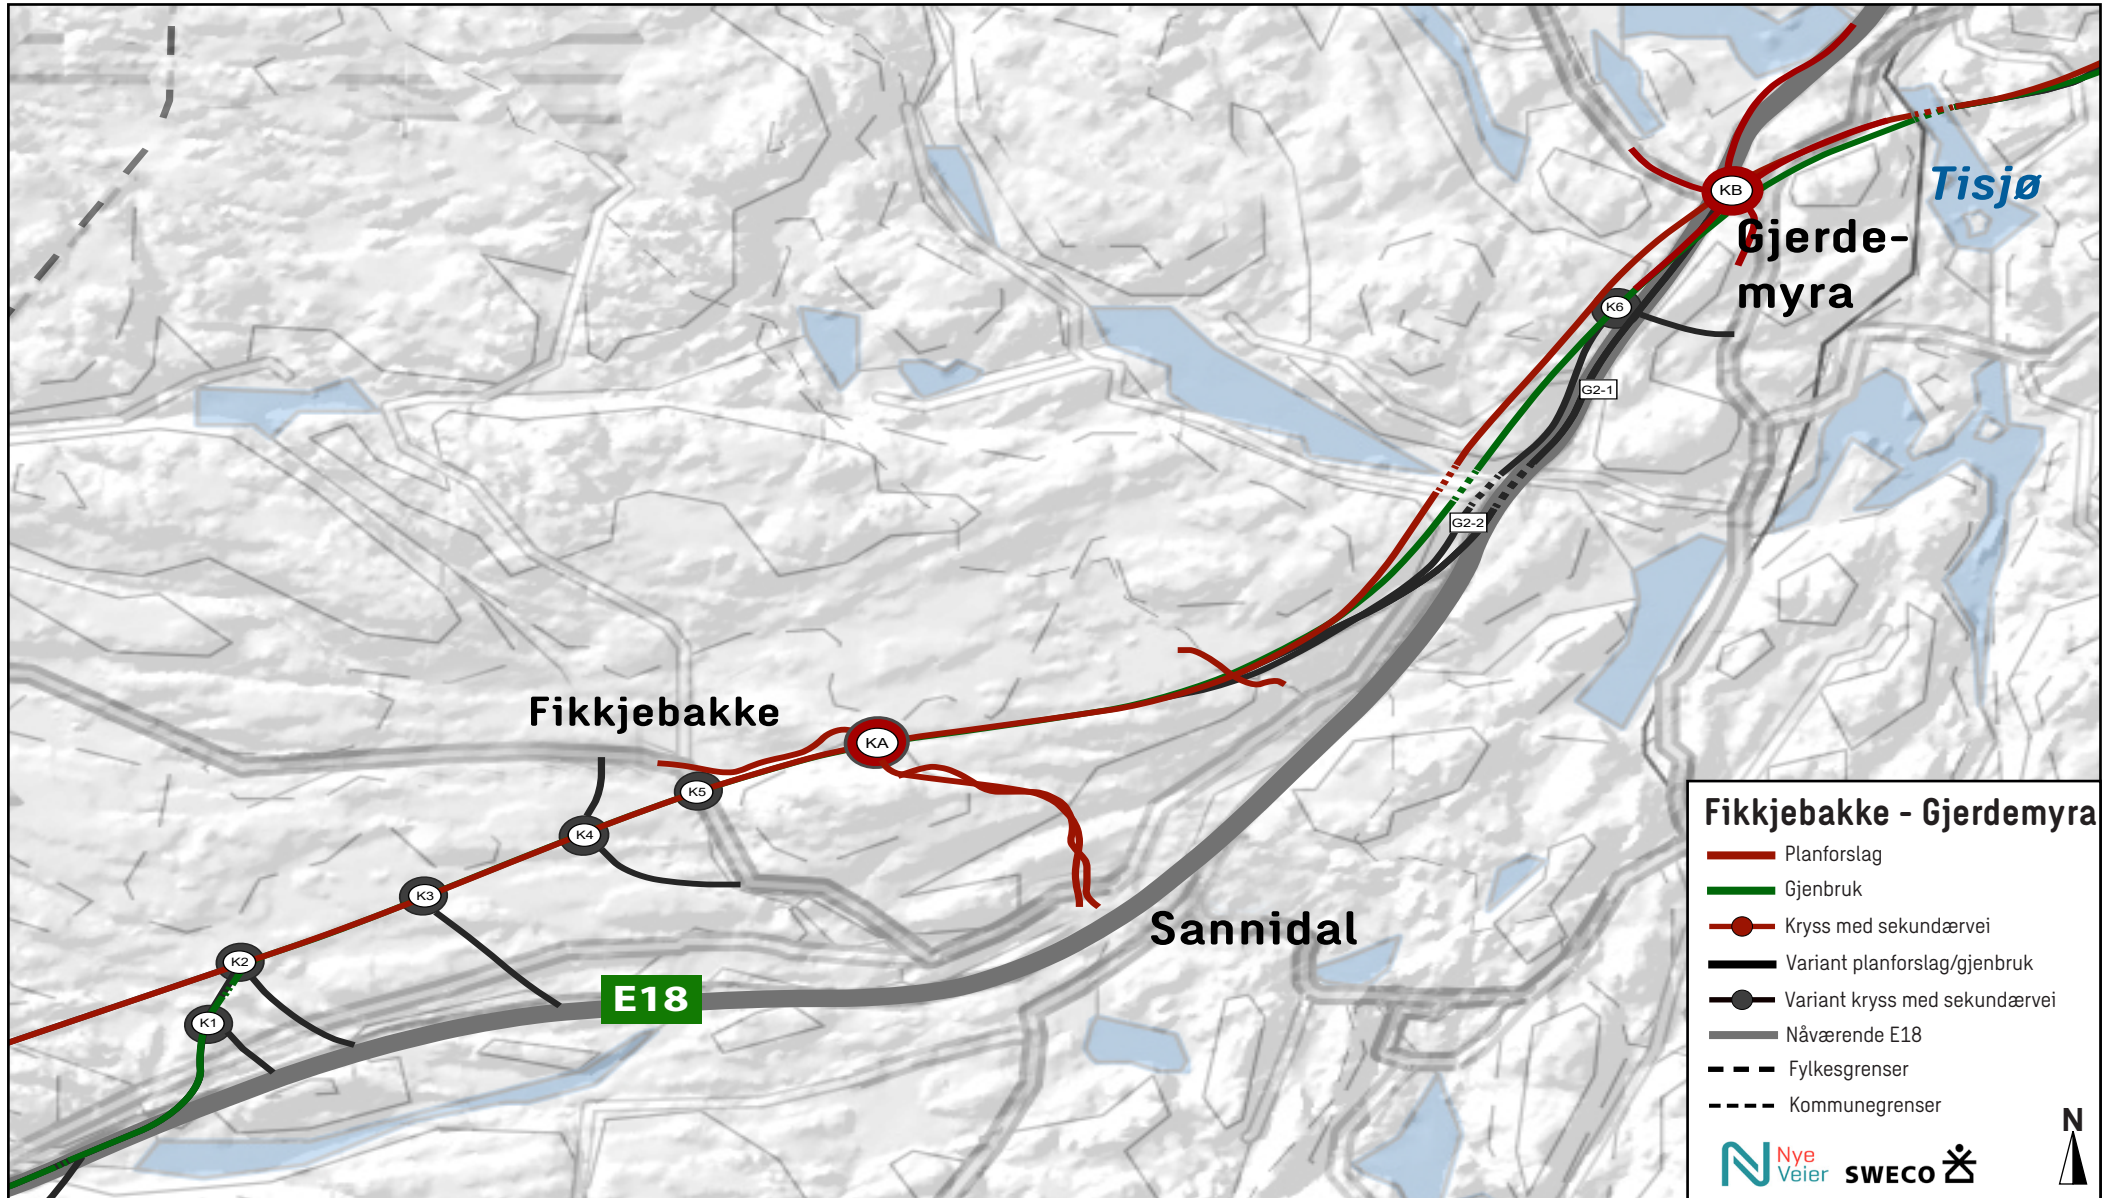 KB
Tisjø
Gjerde-
myra
K6
G2-1
G2-2
Fikkjebakke
KA
K5
K4
K3
Sannidal
K2
E18
K1
Fikkjebakke - Gjerdemyra
Planforslag
Gjenbruk
Kryss med sekundærvei
Variant planforslag/gjenbruk
Variant kryss med sekundærvei
Nåværende E18
Fylkesgrenser
Kommunegrenser
N
Nye
Veier
SWECO